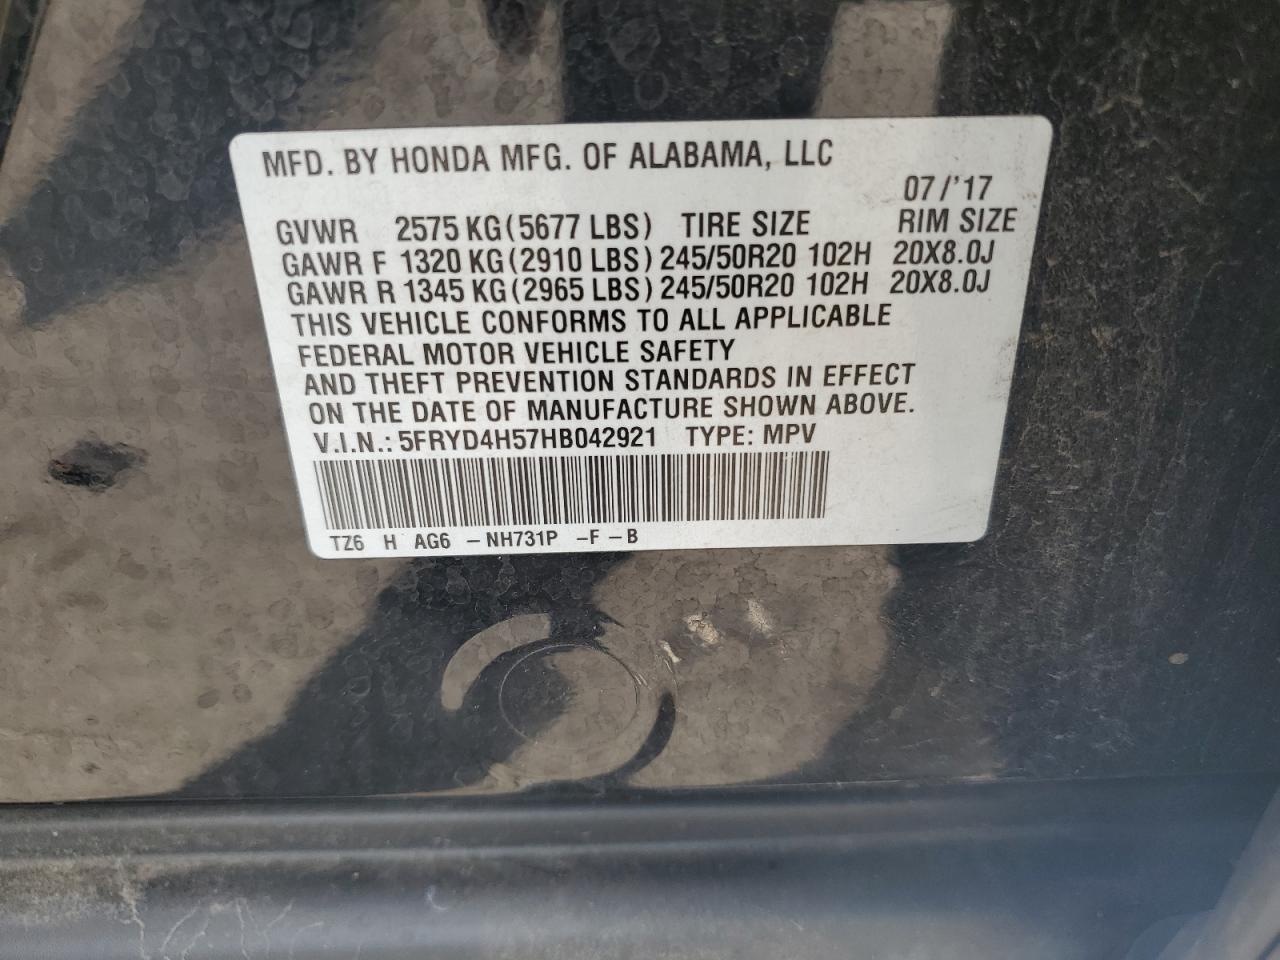 MFD. BY HONDA MFG. OF ALABAMA, LLC
07/'17
GVWR 2575 KG (5677 LBS) TIRE SIZE RIM SIZE
GAWR F 1320 KG (2910 LBS) 245/50R20 102H 20X8.0J
GAWR R 1345 KG (2965 LBS) 245/50R20 102H 20X8.0J
THIS VEHICLE CONFORMS TO ALL APPLICABLE
FEDERAL MOTOR VEHICLE SAFETY
AND THEFT PREVENTION STANDARDS IN EFFECT
ON THE DATE OF MANUFACTURE SHOWN ABOVE.
V.I.N.: 5FRYD4H57HB042921 TYPE: MPV
TZ6 H AG6 -NH731P -F-B